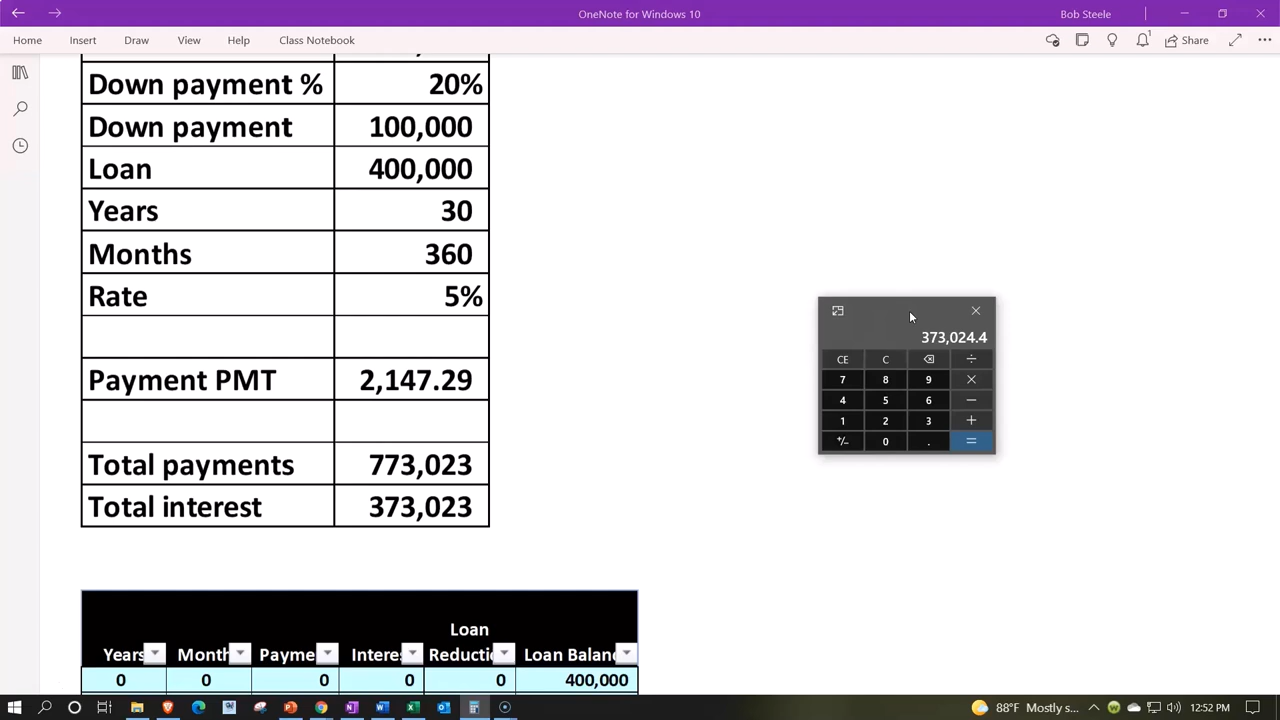 OneNote for Windows 10
Bob Steele
Home Insert Draw View Help Class Notebook
Share
Down payment % 20%
Down payment 100,000
Loan 400,000
Years 30
Months 360
Rate 5%
373,024.4
CE C ÷
7 8 9 ×
4 5 6 −
1 2 3 +
+/− 0 . =
Payment PMT 2,147.29
Total payments 773,023
Total interest 373,023
Loan
Years Month Payme Interes Reducti Loan Balanc
0 0 0 0 0 400,000
88°F Mostly s... 12:52 PM